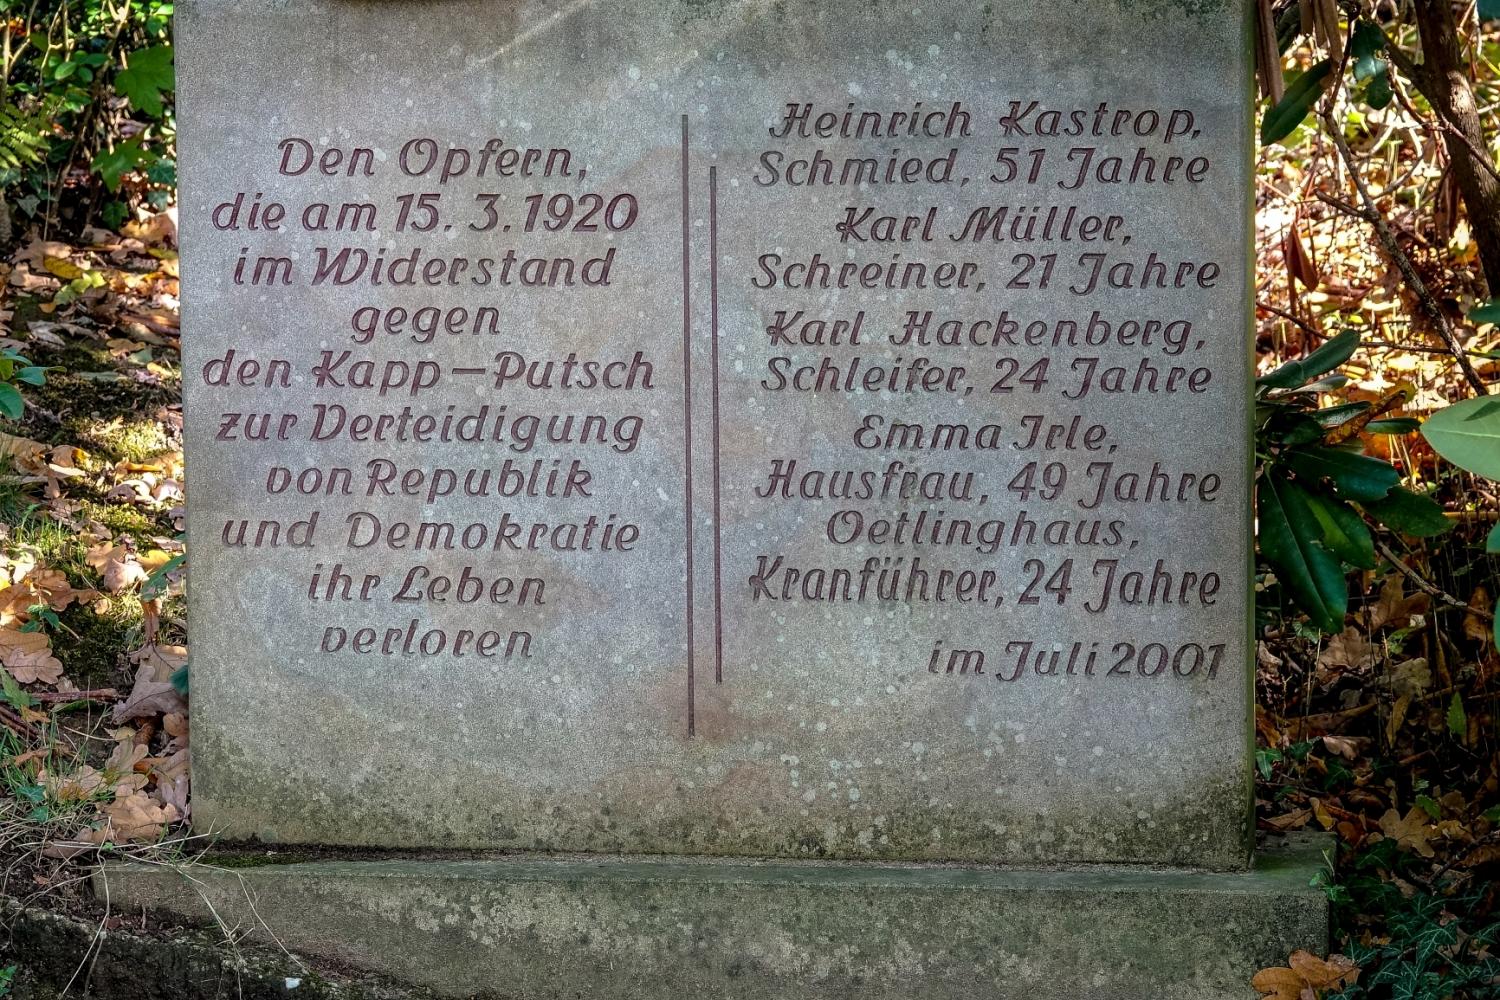 Den Opfern,
die am 15. 3. 1920
im Widerstand
gegen
den Kapp-Putsch
zur Verteidigung
von Republik
und Demokratie
ihr Leben
verloren
Heinrich Kastrop,
Schmied, 51 Jahre
Karl Müller,
Schreiner, 21 Jahre
Karl Hackenberg,
Schleifer, 24 Jahre
Emma Irle,
Hausfrau, 49 Jahre
Oetlinghaus,
Kranführer, 24 Jahre
im Juli 2001